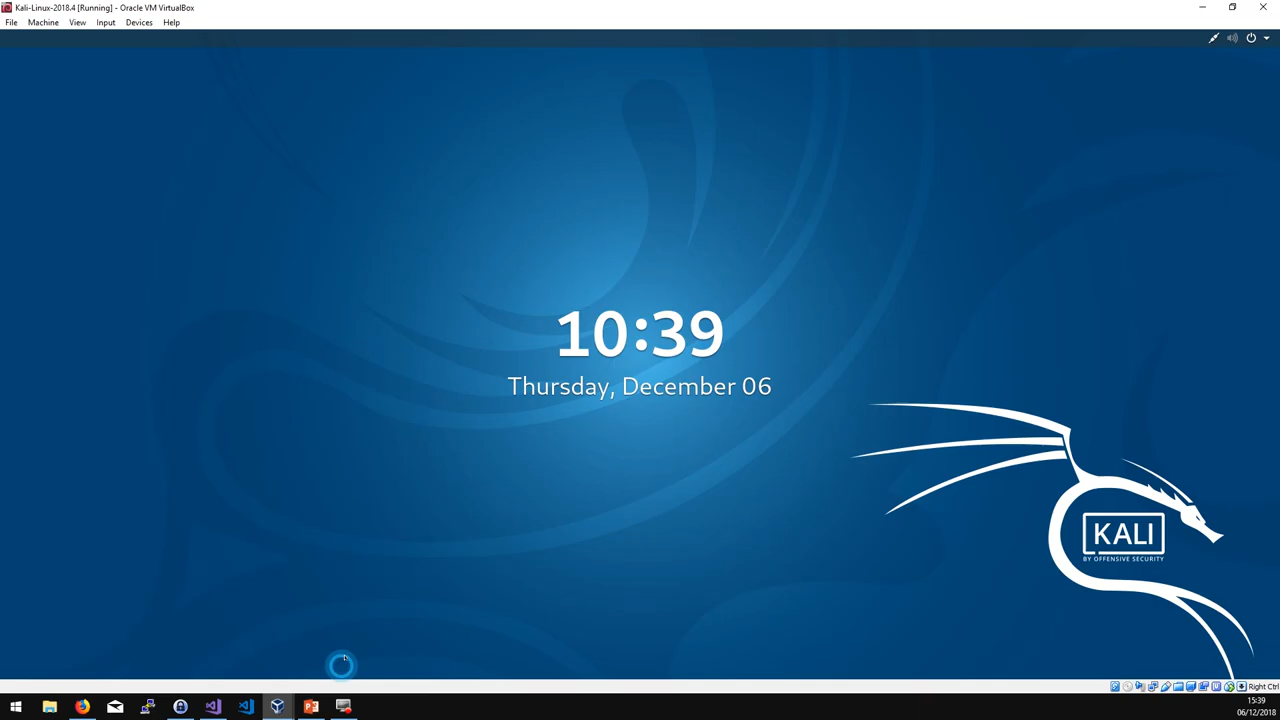 Kali-Linux-2018.4 [Running] - Oracle VM VirtualBox
File Machine View Input Devices Help
10:39
Thursday, December 06
KALI
BY OFFENSIVE SECURITY
Right Ctrl
15:39
06/12/2018